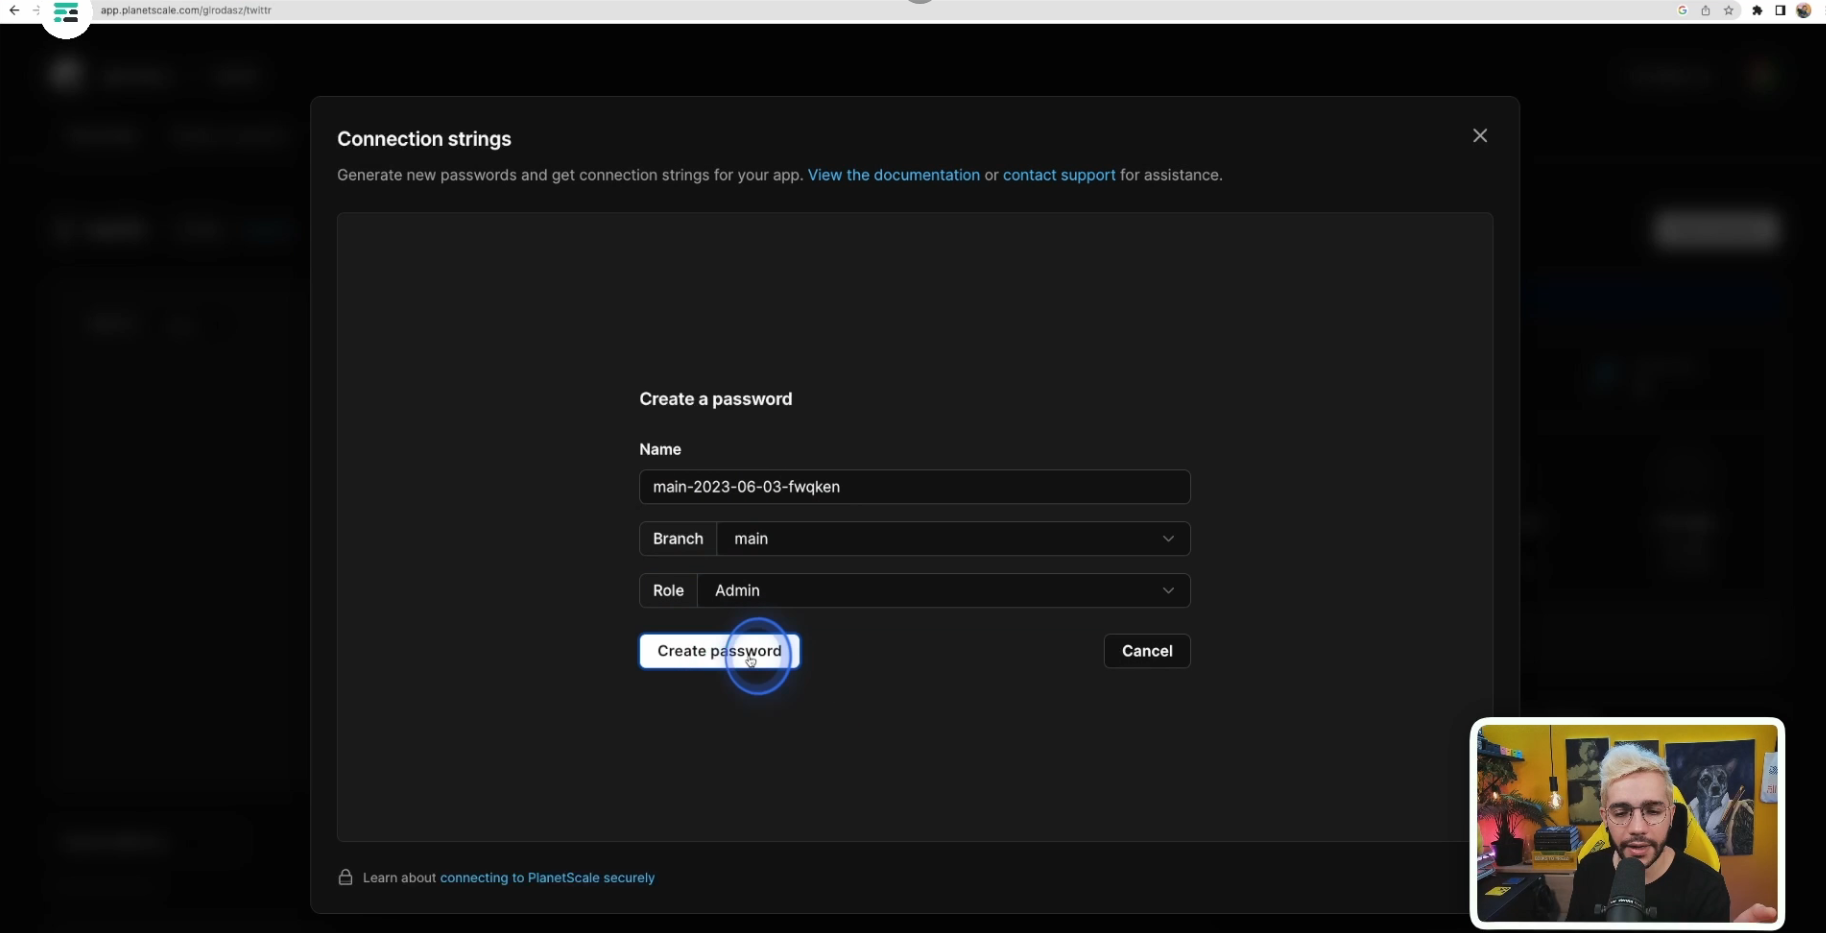 app.planetscale.com/girodasz/twittr
Connection strings
Generate new passwords and get connection strings for your app. View the documentation or contact support for assistance.
Create a password
Name
main-2023-06-03-fwqken
Branch main
Role Admin
Create password Cancel
Learn about connecting to PlanetScale securely